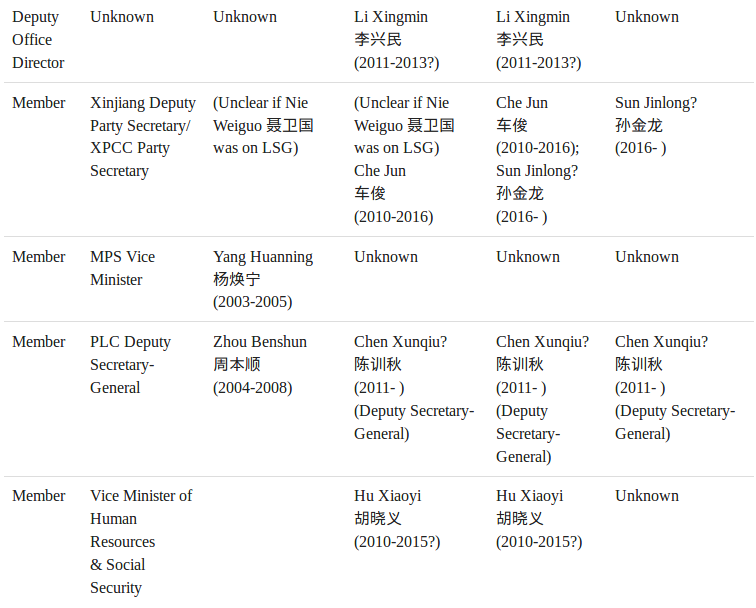 Deputy
Office
Director
Unknown
Unknown
Li Xingmin
李兴民
(2011-2013?)
Li Xingmin
李兴民
(2011-2013?)
Unknown
Member
Xinjiang Deputy
Party Secretary/
XPCC Party
Secretary
(Unclear if Nie
Weiguo 聂卫国
was on LSG)
(Unclear if Nie
Weiguo 聂卫国
was on LSG)
Che Jun
车俊
(2010-2016)
Che Jun
车俊
(2010-2016);
Sun Jinlong?
孙金龙
(2016- )
Sun Jinlong?
孙金龙
(2016- )
Member
MPS Vice
Minister
Yang Huanning
杨焕宁
(2003-2005)
Unknown
Unknown
Unknown
Member
PLC Deputy
Secretary-
General
Zhou Benshun
周本顺
(2004-2008)
Chen Xunqiu?
陈训秋
(2011- )
(Deputy Secretary-
General)
Chen Xunqiu?
陈训秋
(2011- )
(Deputy
Secretary-
General)
Chen Xunqiu?
陈训秋
(2011- )
(Deputy Secretary-
General)
Member
Vice Minister of
Human
Resources
& Social
Security
Hu Xiaoyi
胡晓义
(2010-2015?)
Hu Xiaoyi
胡晓义
(2010-2015?)
Unknown